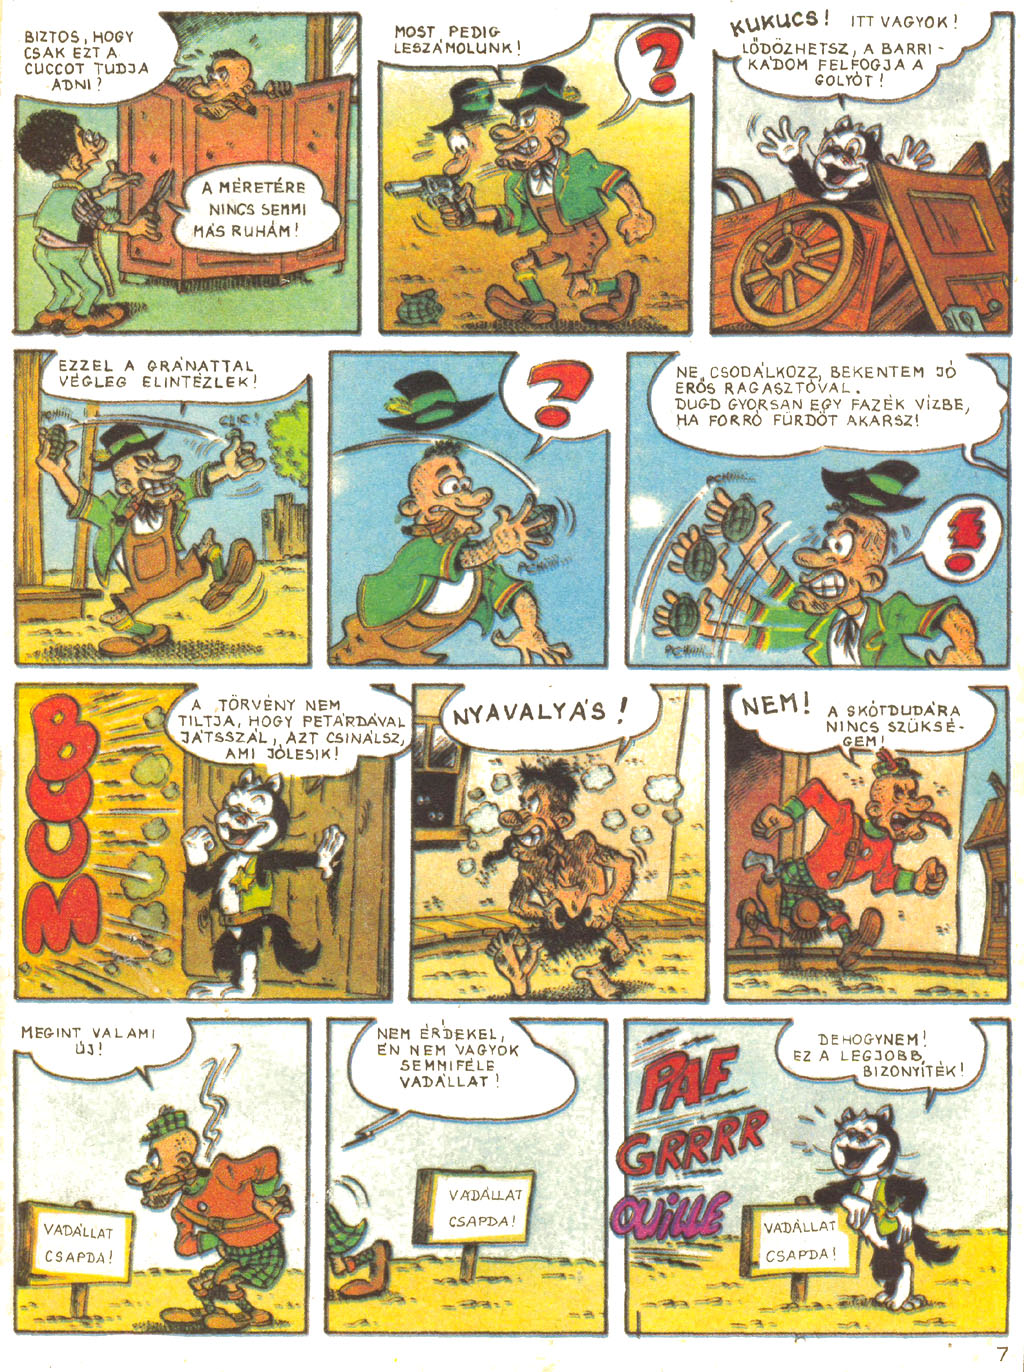 BIZTOS, HOGY
CSAK EZT A
CUCCOT TUDJA
ADNI?
A MÉRETÉRE
NINCS SEMMI
MÁS RUHÁM!
MOST PEDIG
LESZÁMOLUNK!
?
KUKUCS! ITT VAGYOK!
LŐDÖZHETSZ, A BARRI-
KÁDOM FELFOGJA A
GOLYÓT!
EZZEL A GRÁNÁTTAL
VÉGLEG ELINTÉZLEK!
CLIC!
?
NE CSODÁLKOZZ, BEKENTEM JÓ
ERŐS RAGASZTÓVAL.
DUGD GYORSAN EGY FAZÉK VÍZBE,
HA FORRÓ FÜRDŐT AKARSZ!
!
BOUM
A TÖRVÉNY NEM
TILTJA, HOGY PETÁRDÁVAL
JÁTSSZÁL, AZT CSINÁLSZ,
AMI JÓLESIK!
NYAVALYÁS!
NEM! A SKÓTDUDÁRA
NINCS SZÜKSÉ-
GEM!
MEGINT VALAMI
ÚJ!
VADÁLLAT
CSAPDA!
NEM ÉRDEKEL,
ÉN NEM VAGYOK
SEMMIFÉLE
VADÁLLAT!
VADÁLLAT
CSAPDA!
PAF
GRRRR
OUILLE
DEHOGYNEM!
EZ A LEGJOBB
BIZONYÍTÉK!
VADÁLLAT
CSAPDA!
7